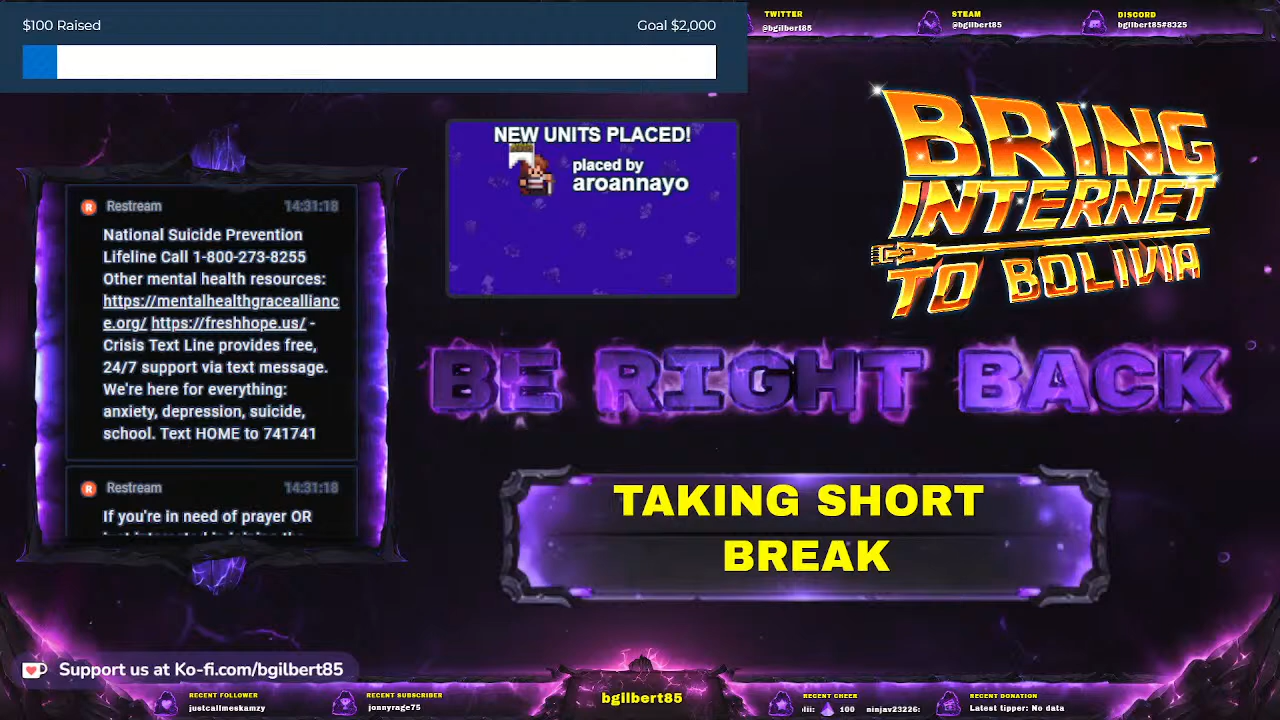 $100 Raised
Goal $2,000
TWITTER
@bgilbert85
STEAM
@bgilbert85
DISCORD
bgilbert85#8325
BRING
INTERNET
TO BOLIVIA
NEW UNITS PLACED!
placed by
aroannayo
Restream 14:31:18
National Suicide Prevention
Lifeline Call 1-800-273-8255
Other mental health resources:
https://mentalhealthgraceallianc
e.org/ https://freshhope.us/ -
Crisis Text Line provides free,
24/7 support via text message.
We're here for everything:
anxiety, depression, suicide,
school. Text HOME to 741741
Restream 14:31:18
If you're in need of prayer OR
BE RIGHT BACK
TAKING SHORT
BREAK
Support us at Ko-fi.com/bgilbert85
RECENT FOLLOWER
justcallmeskamzy
RECENT SUBSCRIBER
jonnyrage75
bgilbert85
RECENT CHEER
100 ninjav23226:
RECENT DONATION
Latest tipper: No data